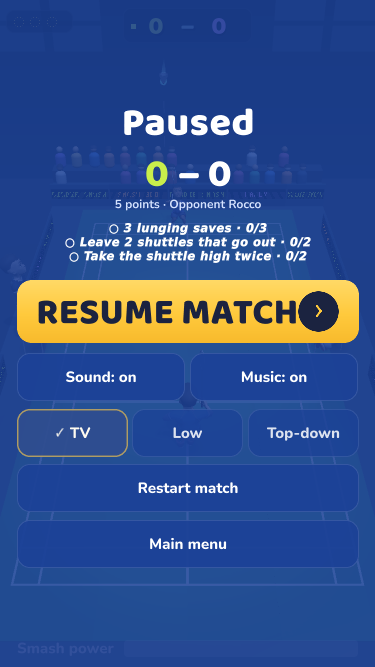 0 – 0
Paused
0 – 0
5 points · Opponent Rocco
○ 3 lunging saves · 0/3
○ Leave 2 shuttles that go out · 0/2
○ Take the shuttle high twice · 0/2
RESUME MATCH ›
Sound: on
Music: on
✓ TV
Low
Top-down
Restart match
Main menu
Smash power